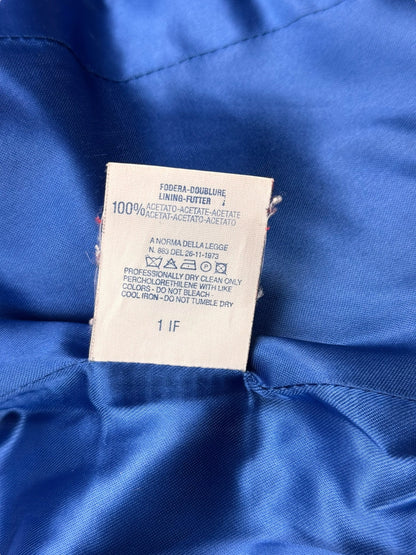 FODERA-DOUBLURE
LINING-FUTTER
100% ACETATO-ACETATE-ACETATE
ACETAT-ACETATO-ACETATO
A NORMA DELLA LEGGE
N. 883 DEL 26-11-1973
P
PROFESSIONALLY DRY CLEAN ONLY
PERCHOLORETHILENE WITH LIKE
COLORS - DO NOT BLEACH -
COOL IRON - DO NOT TUMBLE DRY
1 IF